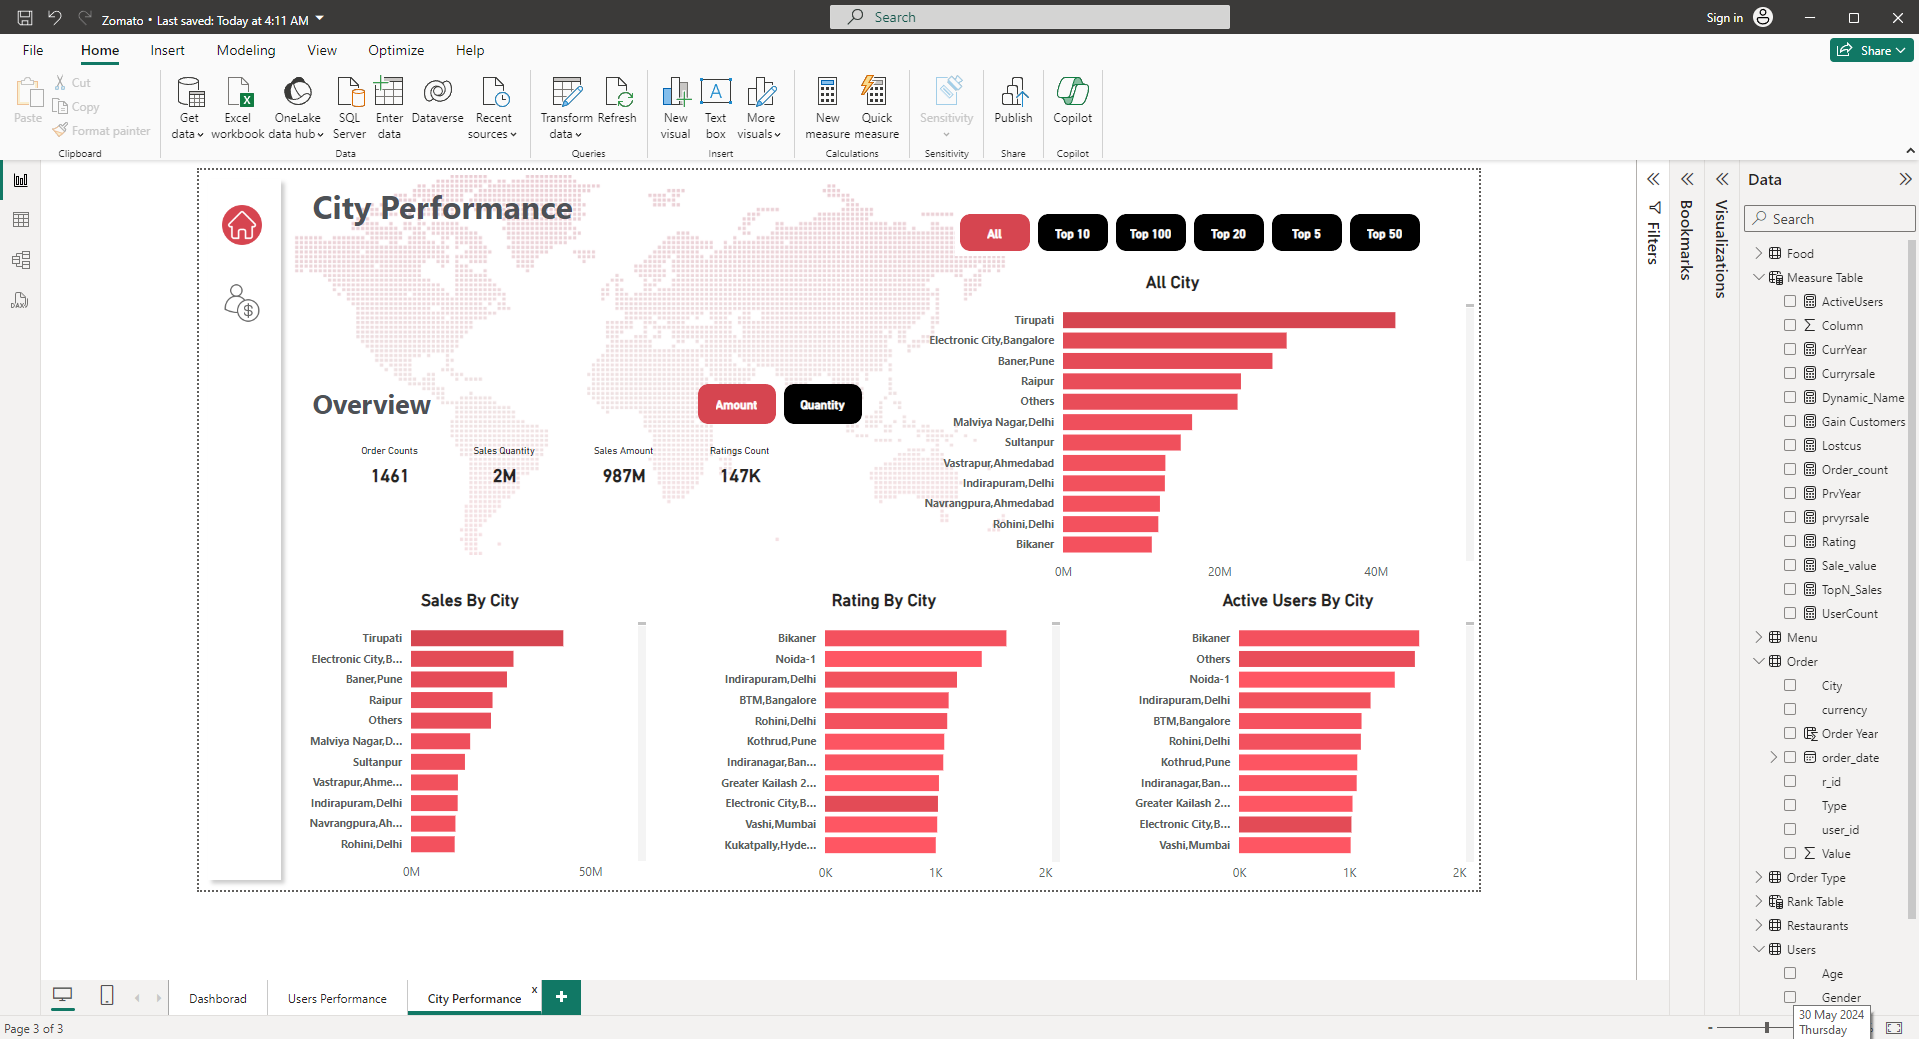 Zomato • Last saved: Today at 4:11 AM
Search
Sign in
File
Home
Insert
Modeling
View
Optimize
Help
Share
Paste
Cut
Copy
Format painter
Clipboard
Get data
Excel workbook
OneLake data hub
SQL Server
Enter data
Dataverse
Recent sources
Data
Transform data
Refresh
Queries
New visual
Text box
More visuals
Insert
New measure
Quick measure
Calculations
Sensitivity
Sensitivity
Publish
Share
Copilot
Copilot
City Performance
All
Top 10
Top 100
Top 20
Top 5
Top 50
All City
Tirupati
Electronic City,Bangalore
Baner,Pune
Raipur
Others
Malviya Nagar,Delhi
Sultanpur
Vastrapur,Ahmedabad
Indirapuram,Delhi
Navrangpura,Ahmedabad
Rohini,Delhi
Bikaner
0M
20M
40M
Overview
Amount
Quantity
Order Counts
1461
Sales Quantity
2M
Sales Amount
987M
Ratings Count
147K
Sales By City
Tirupati
Electronic City,B...
Baner,Pune
Raipur
Others
Malviya Nagar,D...
Sultanpur
Vastrapur,Ahme...
Indirapuram,Delhi
Navrangpura,Ah...
Rohini,Delhi
0M
50M
Rating By City
Bikaner
Noida-1
Indirapuram,Delhi
BTM,Bangalore
Rohini,Delhi
Kothrud,Pune
Indiranagar,Ban...
Greater Kailash 2...
Electronic City,B...
Vashi,Mumbai
Kukatpally,Hyde...
0K
1K
2K
Active Users By City
Bikaner
Others
Noida-1
Indirapuram,Delhi
BTM,Bangalore
Rohini,Delhi
Kothrud,Pune
Indiranagar,Ban...
Greater Kailash 2...
Electronic City,B...
Vashi,Mumbai
0K
1K
2K
Filters
Bookmarks
Visualizations
Data
Search
Food
Measure Table
ActiveUsers
Column
CurrYear
Curryrsale
Dynamic_Name
Gain Customers
Lostcus
Order_count
PrvYear
prvyrsale
Rating
Sale_value
TopN_Sales
UserCount
Menu
Order
City
currency
Order Year
order_date
r_id
Type
user_id
Value
Order Type
Rank Table
Restaurants
Users
Age
Gender
DAX
Dashborad
Users Performance
City Performance
x
+
Page 3 of 3
30 May 2024
Thursday